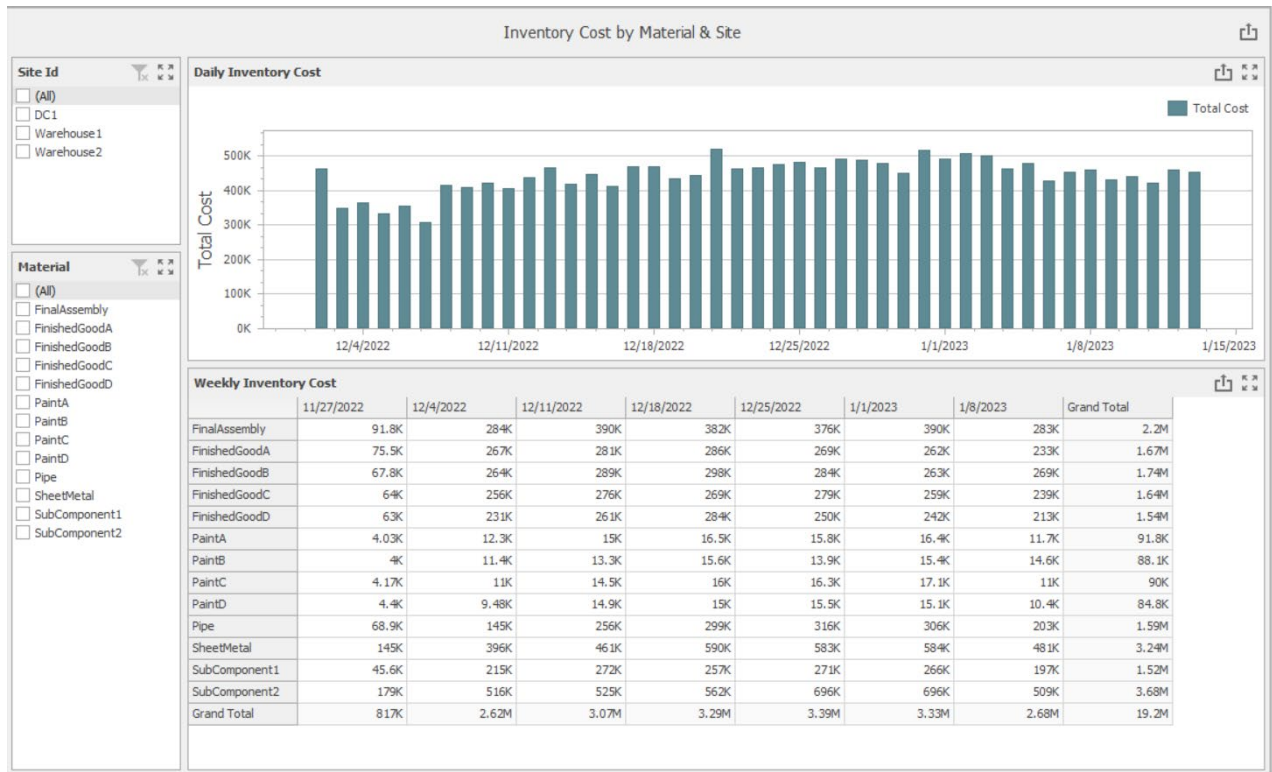 Inventory Cost by Material & Site
Site Id
(All)
DC1
Warehouse1
Warehouse2
Material
(All)
FinalAssembly
FinishedGoodA
FinishedGoodB
FinishedGoodC
FinishedGoodD
PaintA
PaintB
PaintC
PaintD
Pipe
SheetMetal
SubComponent1
SubComponent2
Daily Inventory Cost
Total Cost
Total Cost
500K
400K
300K
200K
100K
0K
12/4/2022 12/11/2022 12/18/2022 12/25/2022 1/1/2023 1/8/2023 1/15/2023
Weekly Inventory Cost
11/27/2022 12/4/2022 12/11/2022 12/18/2022 12/25/2022 1/1/2023 1/8/2023 Grand Total
FinalAssembly 91.8K 284K 390K 382K 376K 390K 283K 2.2M
FinishedGoodA 75.5K 267K 281K 286K 269K 262K 233K 1.67M
FinishedGoodB 67.8K 264K 289K 298K 284K 263K 269K 1.74M
FinishedGoodC 64K 256K 276K 269K 279K 259K 239K 1.64M
FinishedGoodD 63K 231K 261K 284K 250K 242K 213K 1.54M
PaintA 4.03K 12.3K 15K 16.5K 15.8K 16.4K 11.7K 91.8K
PaintB 4K 11.4K 13.3K 15.6K 13.9K 15.4K 14.6K 88.1K
PaintC 4.17K 11K 14.5K 16K 16.3K 17.1K 11K 90K
PaintD 4.4K 9.48K 14.9K 15K 15.5K 15.1K 10.4K 84.8K
Pipe 68.9K 145K 256K 299K 316K 306K 203K 1.59M
SheetMetal 145K 396K 461K 590K 583K 584K 481K 3.24M
SubComponent1 45.6K 215K 272K 257K 271K 266K 197K 1.52M
SubComponent2 179K 516K 525K 562K 696K 696K 509K 3.68M
Grand Total 817K 2.62M 3.07M 3.29M 3.39M 3.33M 2.68M 19.2M